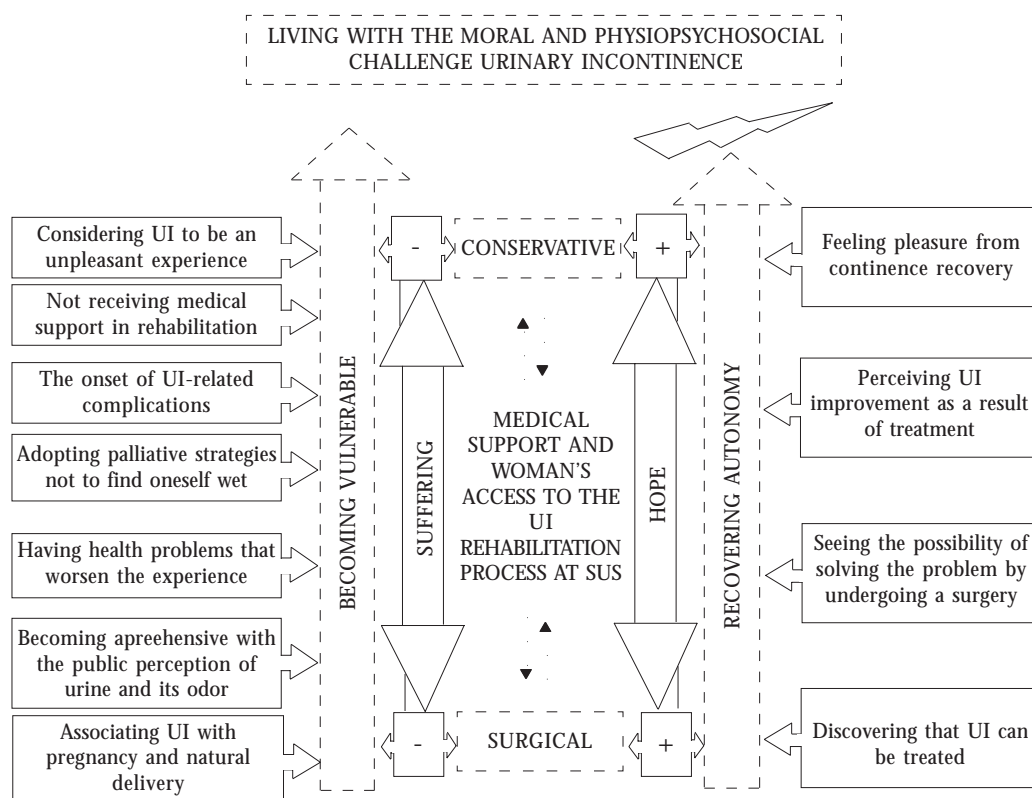 LIVING WITH THE MORAL AND PHYSIOPSYCHOSOCIAL
CHALLENGE URINARY INCONTINENCE
Considering UI to be an
unpleasant experience
Not receiving medical
support in rehabilitation
The onset of UI-related
complications
Adopting palliative strategies
not to find oneself wet
Having health problems that
worsen the experience
Becoming apreehensive with
the public perception of
urine and its odor
Associating UI with
pregnancy and natural
delivery
BECOMING VULNERABLE
-
CONSERVATIVE
+
SUFFERING
MEDICAL
SUPPORT AND
WOMAN'S
ACCESS TO THE
UI
REHABILITATION
PROCESS AT SUS
HOPE
-
SURGICAL
+
RECOVERING AUTONOMY
Feeling pleasure from
continence recovery
Perceiving UI
improvement as a result
of treatment
Seeing the possibility of
solving the problem by
undergoing a surgery
Discovering that UI can
be treated